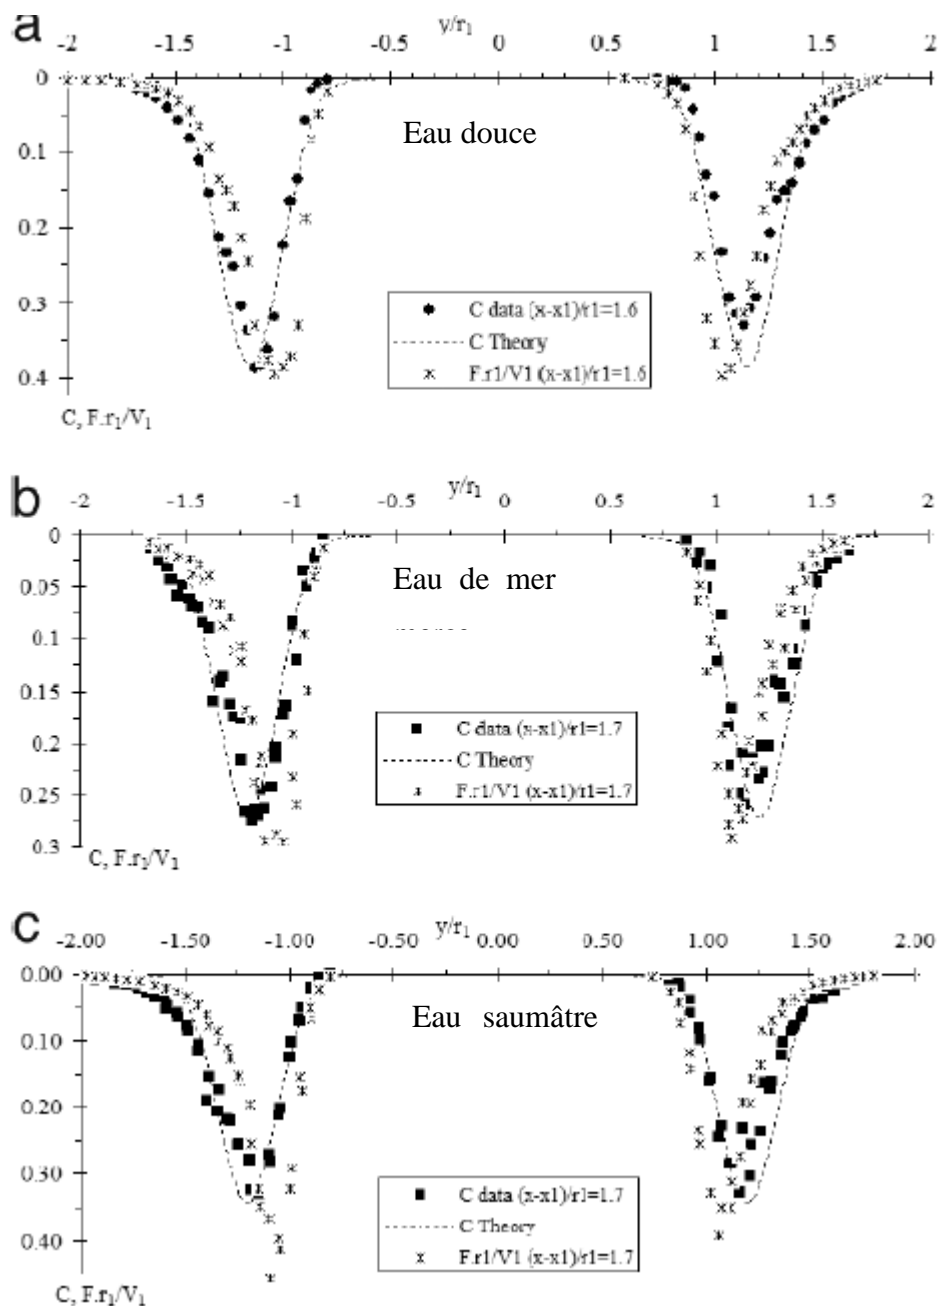 a
y/r1
-2 -1.5 -1 -0.5 0 0.5 1 1.5 2
0
Eau douce
0.1
0.2
0.3
C data (x-x1)/r1=1.6
C Theory
F.r1/V1 (x-x1)/r1=1.6
0.4
C, F.r1/V1
b
-2 -1.5 -1 -0.5 y/r1 0 0.5 1 1.5 2
0
Eau de mer
0.05
0.1
0.15
0.2
C data (x-x1)/r1=1.7
C Theory
F.r1/V1 (x-x1)/r1=1.7
0.25
0.3
C, F.r1/V1
c
y/r1
-2.00 -1.50 -1.00 -0.50 0.00 0.50 1.00 1.50 2.00
0.00
Eau saumâtre
0.10
0.20
0.30
C data (x-x1)/r1=1.7
C Theory
F.r1/V1 (x-x1)/r1=1.7
0.40
C, F.r1/V1